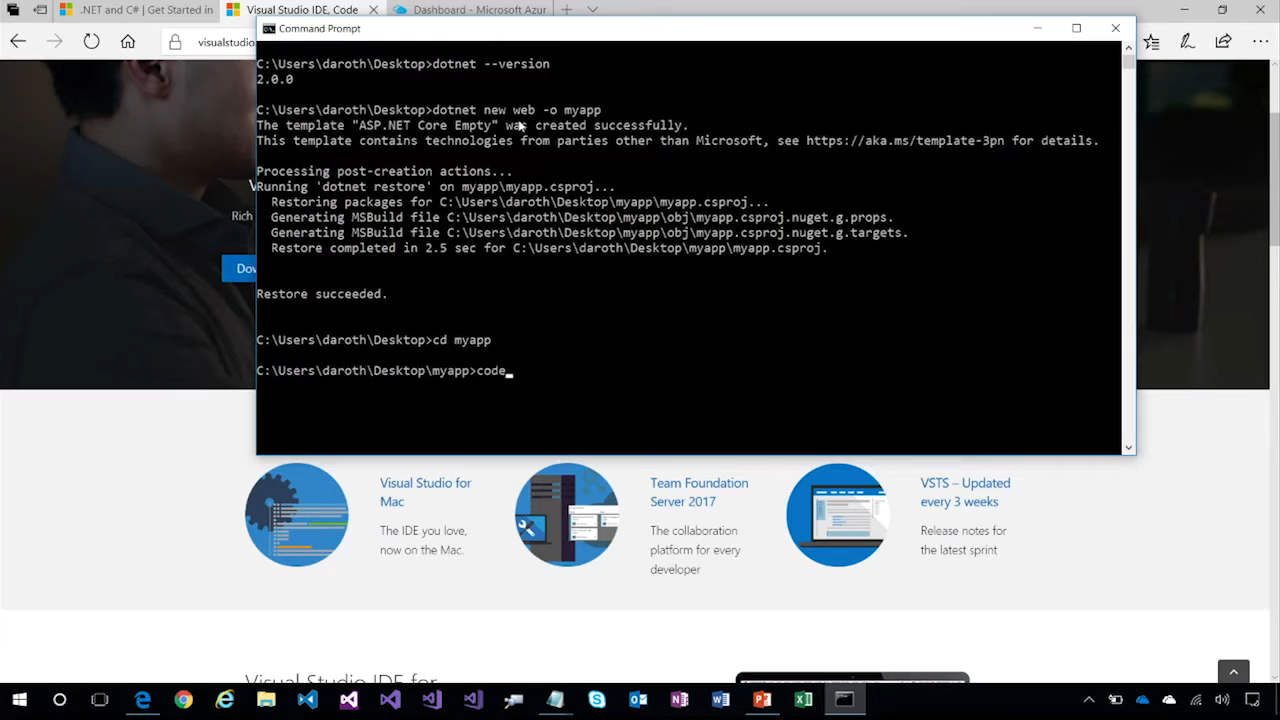 .NET and C# | Get Started in
Visual Studio IDE, Code
Dashboard - Microsoft Azur
visualstudio
Command Prompt
C:\Users\daroth\Desktop>dotnet --version
2.0.0
C:\Users\daroth\Desktop>dotnet new web -o myapp
The template "ASP.NET Core Empty" was created successfully.
This template contains technologies from parties other than Microsoft, see https://aka.ms/template-3pn for details.
Processing post-creation actions...
Running 'dotnet restore' on myapp\myapp.csproj...
Restoring packages for C:\Users\daroth\Desktop\myapp\myapp.csproj...
Generating MSBuild file C:\Users\daroth\Desktop\myapp\obj\myapp.csproj.nuget.g.props.
Generating MSBuild file C:\Users\daroth\Desktop\myapp\obj\myapp.csproj.nuget.g.targets.
Restore completed in 2.5 sec for C:\Users\daroth\Desktop\myapp\myapp.csproj.
Restore succeeded.
C:\Users\daroth\Desktop>cd myapp
C:\Users\daroth\Desktop\myapp>code
V
Rich
Dow
Visual Studio for
Mac
The IDE you love,
now on the Mac.
Team Foundation
Server 2017
The collaboration
platform for every
developer
VSTS – Updated
every 3 weeks
Release notes for
the latest sprint
Visual Studio IDE for